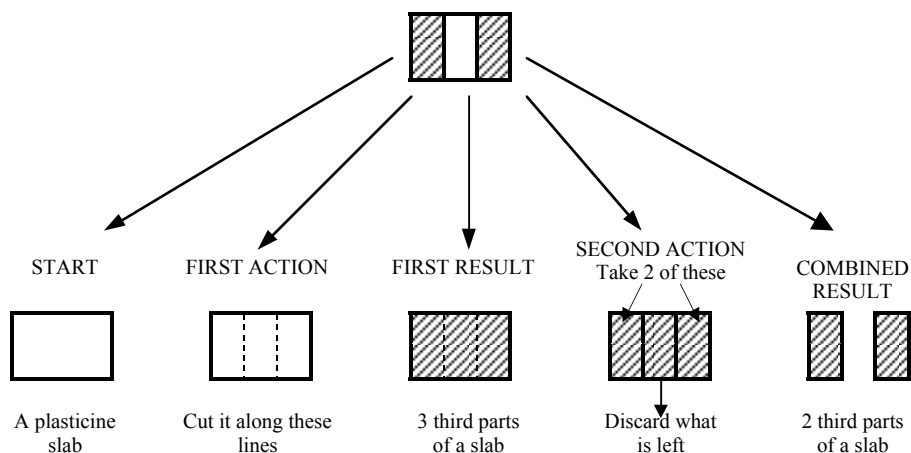 START
FIRST ACTION
FIRST RESULT
SECOND ACTION
Take 2 of these
COMBINED
RESULT
A plasticine
slab
Cut it along these
lines
3 third parts
of a slab
Discard what
is left
2 third parts
of a slab